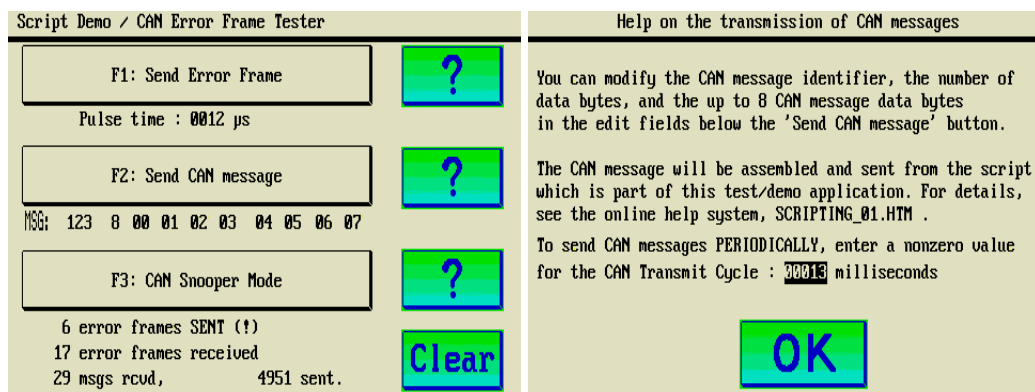 Script Demo / CAN Error Frame Tester
F1: Send Error Frame
?
Pulse time : 0012 µs
F2: Send CAN message
?
MSG: 123 8 00 01 02 03 04 05 06 07
F3: CAN Snooper Mode
?
6 error frames SENT (!)
17 error frames received
29 msgs rcvd, 4951 sent.
Clear
Help on the transmission of CAN messages
You can modify the CAN message identifier, the number of
data bytes, and the up to 8 CAN message data bytes
in the edit fields below the 'Send CAN message' button.
The CAN message will be assembled and sent from the script
which is part of this test/demo application. For details,
see the online help system, SCRIPTING_01.HTM .
To send CAN messages PERIODICALLY, enter a nonzero value
for the CAN Transmit Cycle : 00013 milliseconds
OK